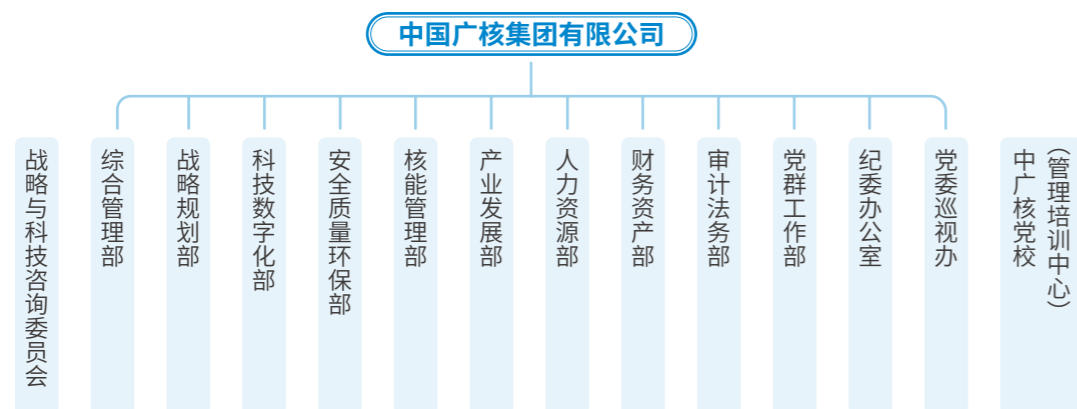 中国广核集团有限公司
战略与科技咨询委员会
综合管理部
战略规划部
科技数字化部
安全质量环保部
核能管理部
产业发展部
人力资源部
财务资产部
审计法务部
党群工作部
纪委办公室
党委巡视办
中广核党校
（管理培训中心）